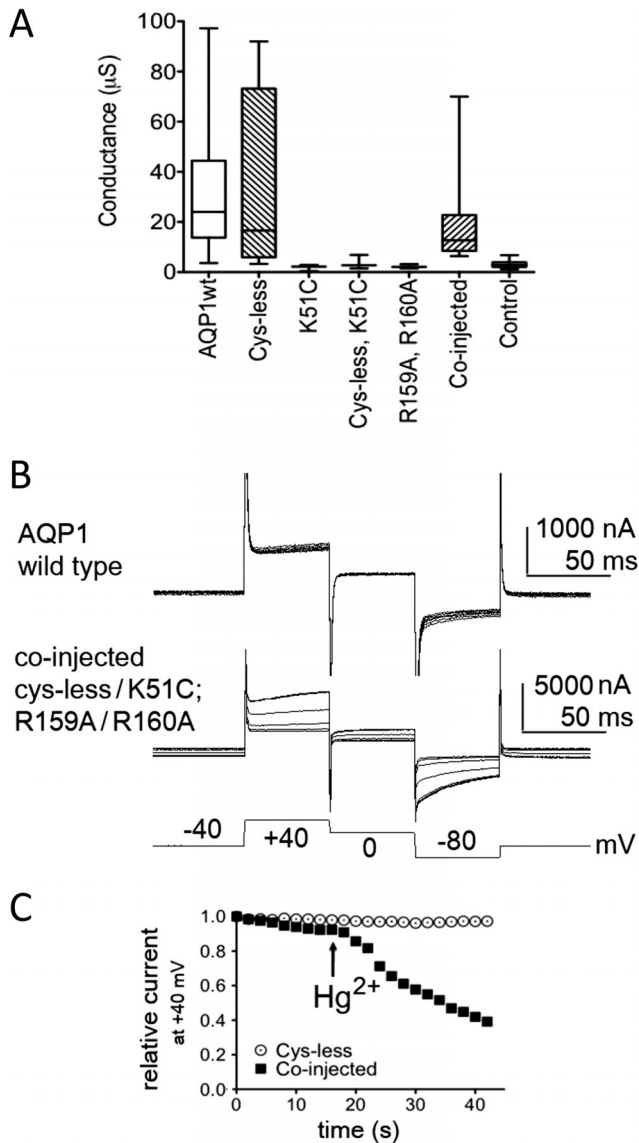 A
Conductance (µS)
100
80
60
40
20
0
AQP1wt
Cys-less
K51C
Cys-less, K51C
R159A, R160A
Co-injected
Control
B
AQP1
wild type
1000 nA
50 ms
co-injected
cys-less/K51C;
R159A/R160A
5000 nA
50 ms
-40
+40
0
-80
mV
C
relative current
at +40 mV
1.0
0.8
0.6
0.4
0.2
0.0
Hg2+
Cys-less
Co-injected
0
10
20
30
40
time (s)